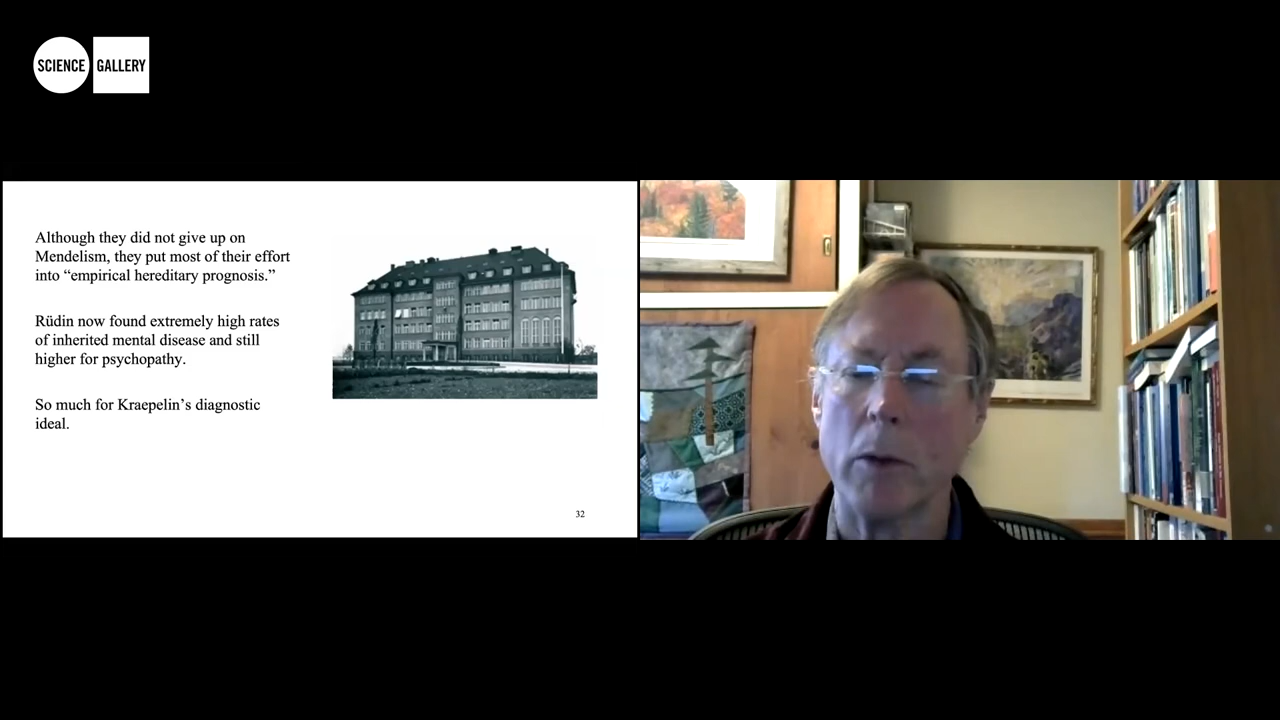 SCIENCE GALLERY
Although they did not give up on
Mendelism, they put most of their effort
into “empirical hereditary prognosis.”
Rüdin now found extremely high rates
of inherited mental disease and still
higher for psychopathy.
So much for Kraepelin’s diagnostic
ideal.
32